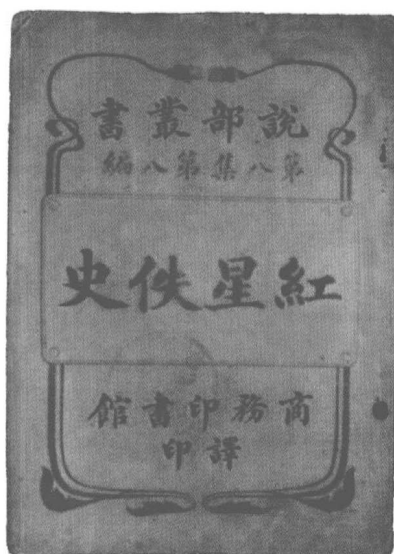 說部叢書
第八集第八編
紅星佚史
商務印書館
譯印